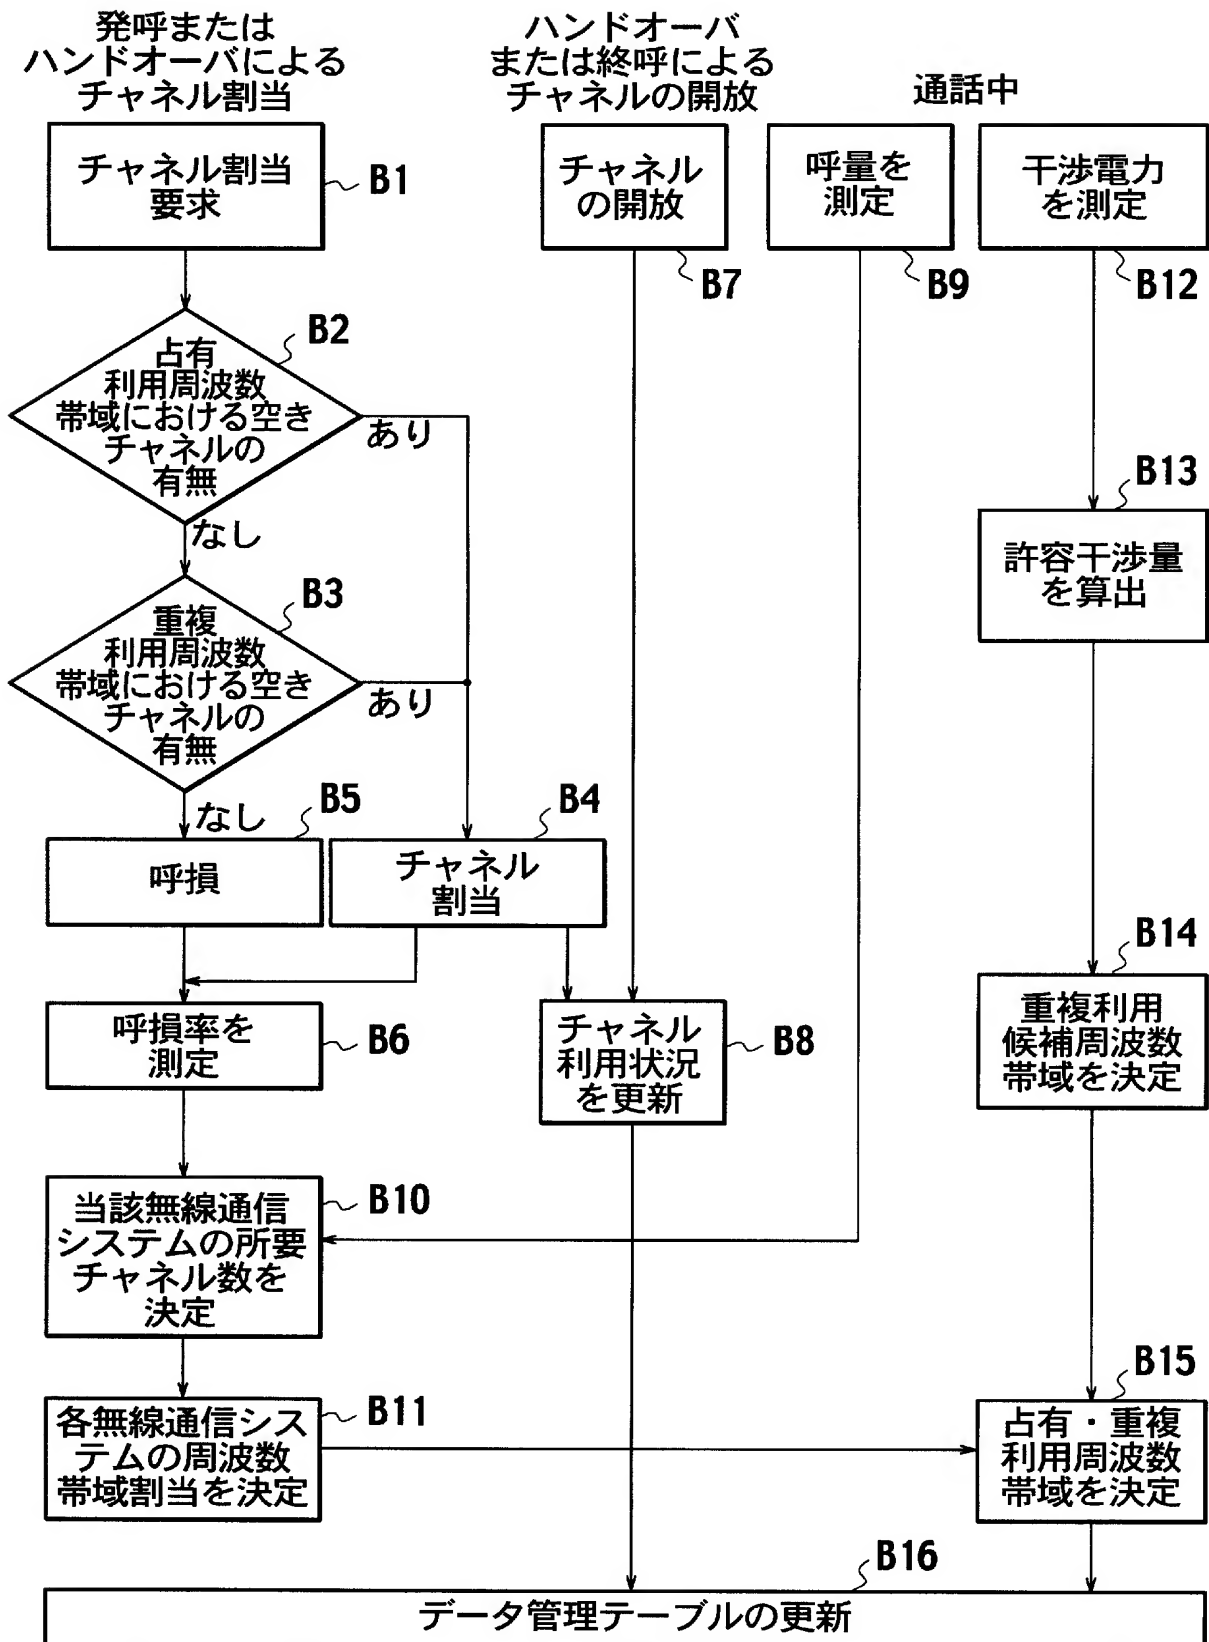 発呼または
ハンドオーバによる
チャネル割当
ハンドオーバ
または終呼による
チャネルの開放
通話中
チャネル割当
要求
B1
チャネル
の開放
B7
呼量を
測定
B9
干渉電力
を測定
B12
B2
占有
利用周波数
帯域における空き
チャネルの
有無
あり
なし
B13
許容干渉量
を算出
B3
重複
利用周波数
帯域における空き
チャネルの
有無
あり
なし
B5
呼損
B4
チャネル
割当
B14
重複利用
候補周波数
帯域を決定
呼損率を
測定
B6
チャネル
利用状況
を更新
B8
当該無線通信
システムの所要
チャネル数を
決定
B10
各無線通信シス
テムの周波数
帯域割当を決定
B11
B15
占有・重複
利用周波数
帯域を決定
B16
データ管理テーブルの更新